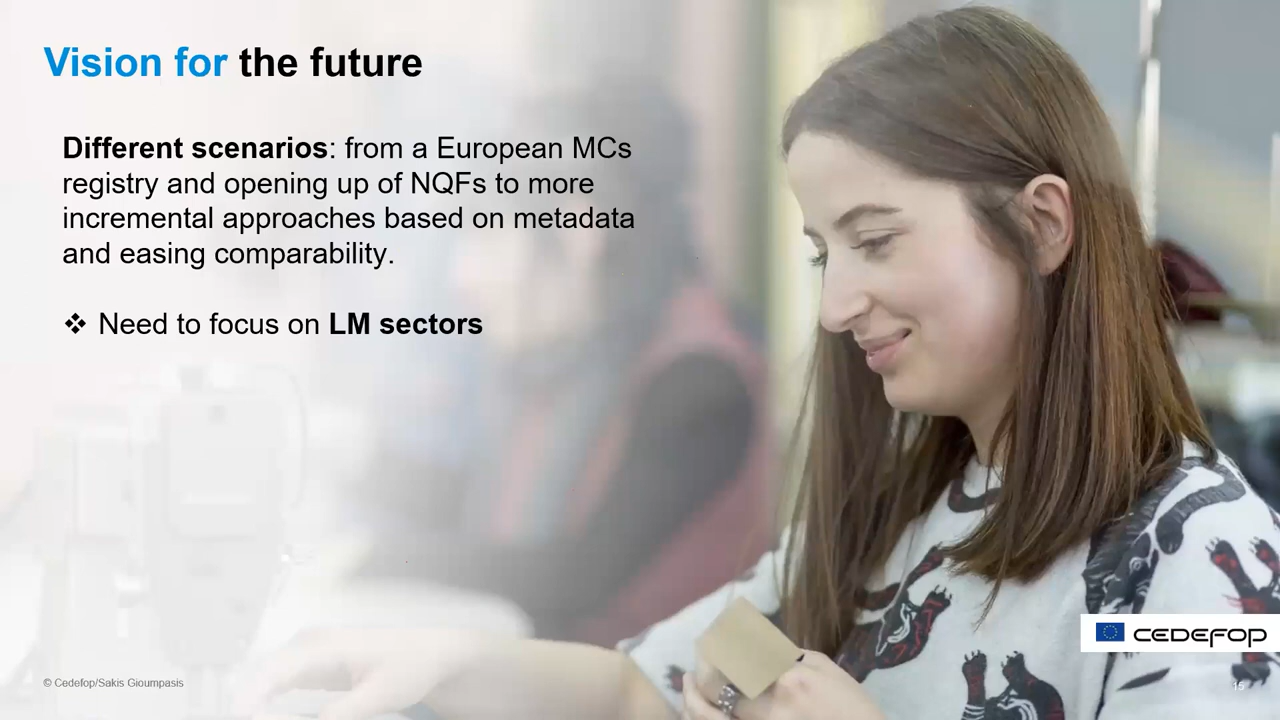 Vision for the future
Different scenarios: from a European MCs
registry and opening up of NQFs to more
incremental approaches based on metadata
and easing comparability.
❖ Need to focus on LM sectors
CEDEFOP
© Cedefop/Sakis Gioumpasis
15